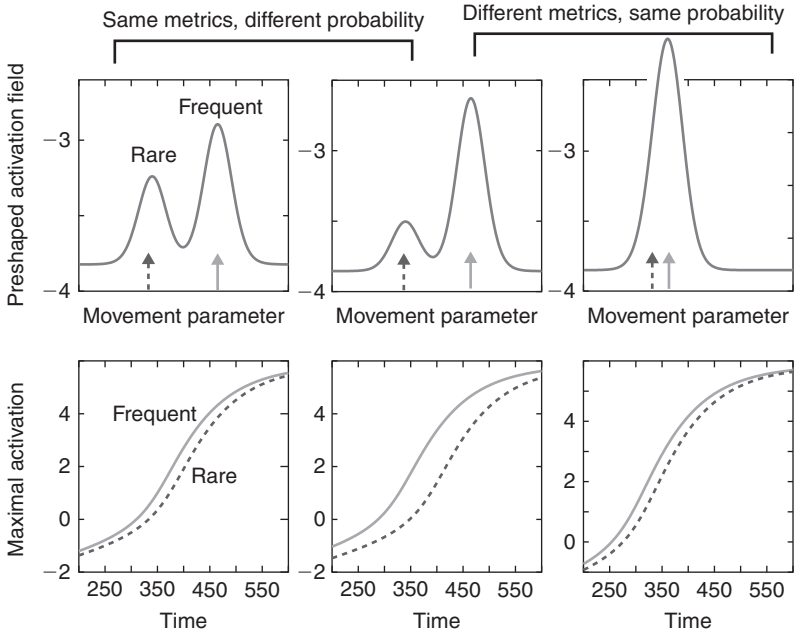 Same metrics, different probability
Different metrics, same probability
Preshaped activation field
−3
−4
Rare
Frequent
Movement parameter
−3
−4
Movement parameter
−3
−4
Movement parameter
Maximal activation
4
2
0
−2
Frequent
Rare
250 350 450 550
Time
4
2
0
−2
250 350 450 550
Time
4
2
0
250 350 450 550
Time